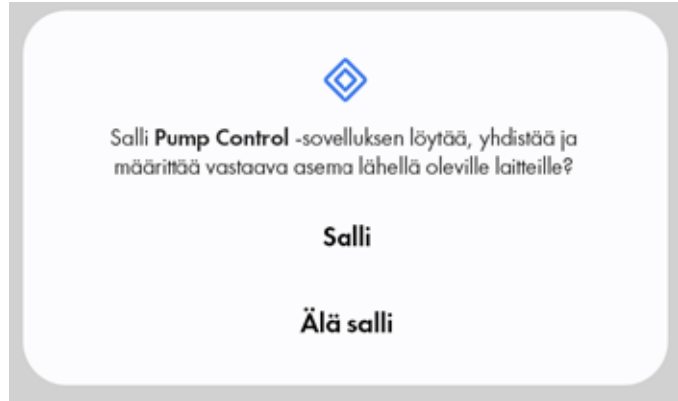 Salli Pump Control -sovelluksen löytää, yhdistää ja
määrittää vastaava asema lähellä oleville laitteille?
Salli
Älä salli